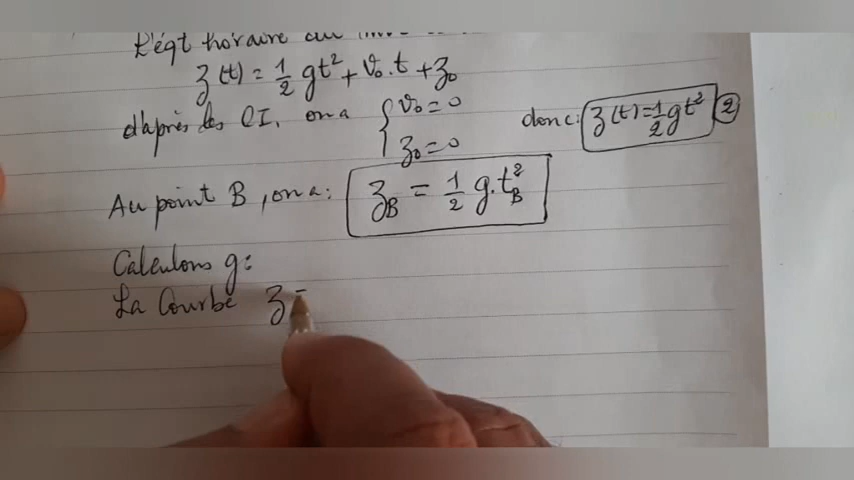 L'éqt horaire du
z(t) = 1/2 gt² + V₀.t + z₀
d'après les CI, on a { V₀ = 0 z₀ = 0 donc: z(t) = 1/2 gt² ②
Au point B, on a: z_B = 1/2 g.t_B²
Calculons g:
La Courbe z =